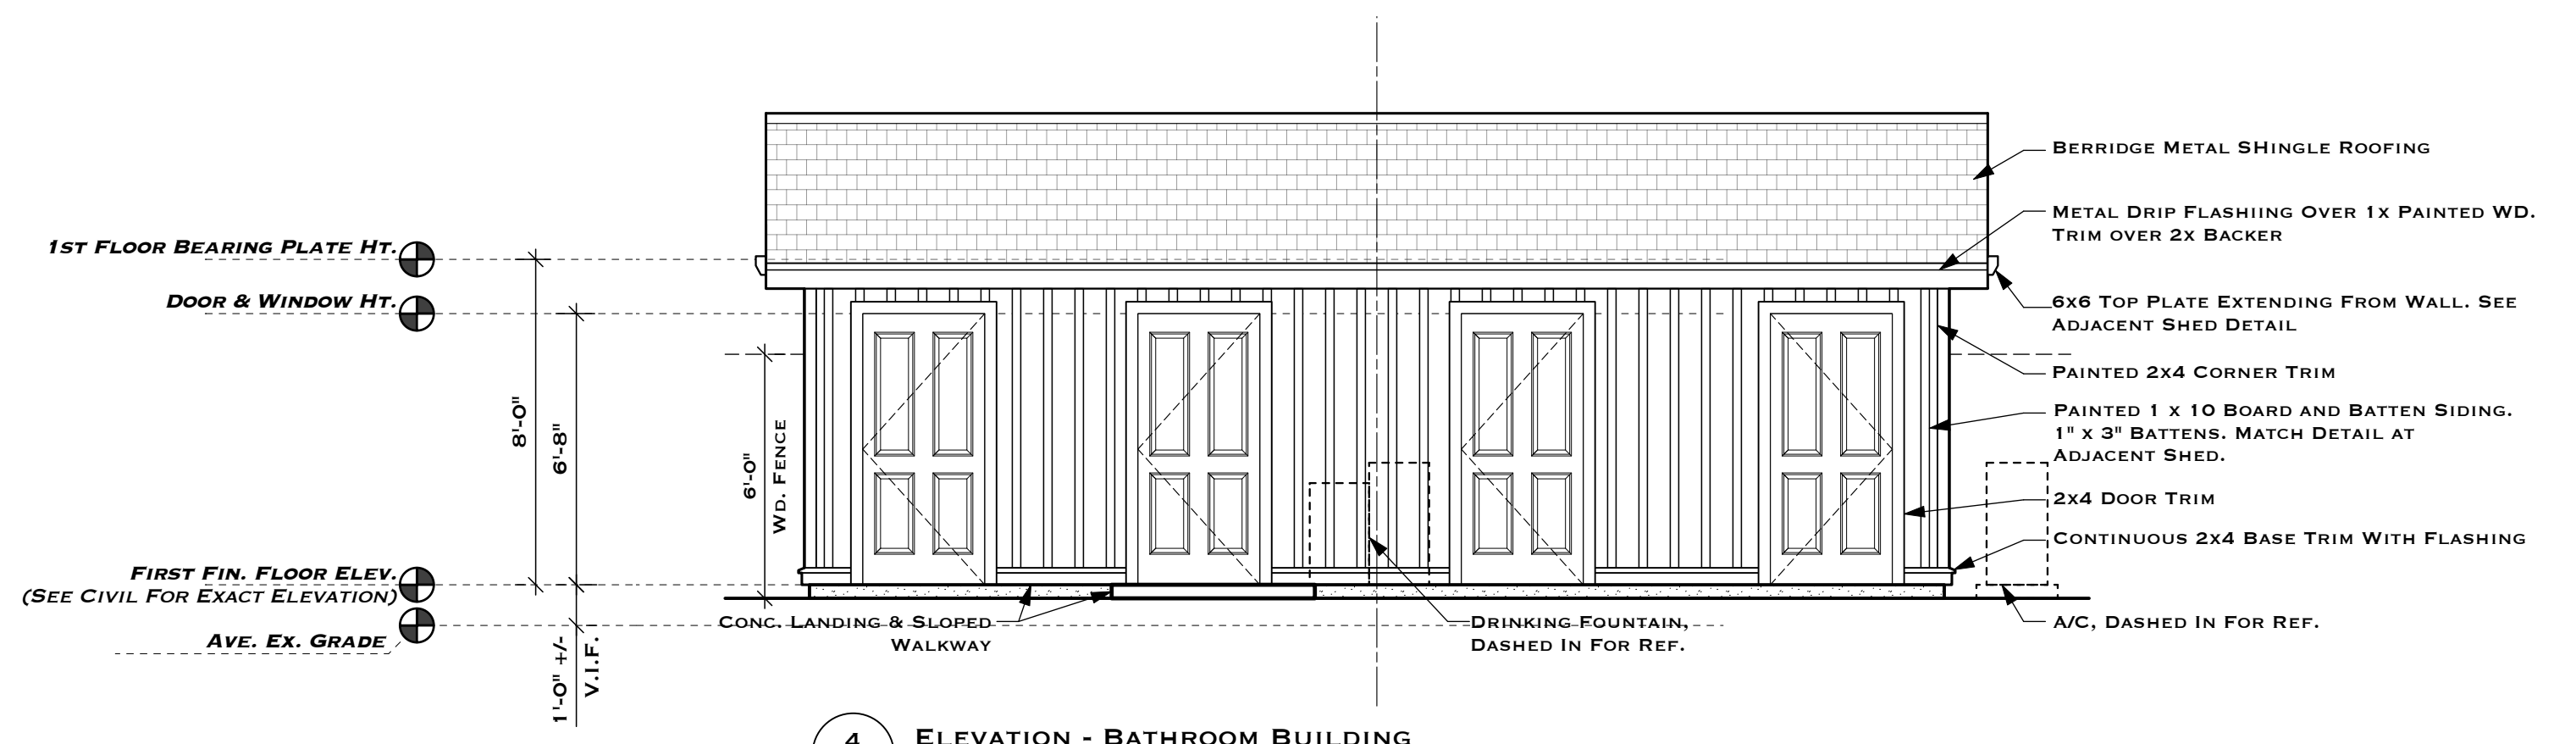 Berridge Metal SHingle Roofing
Metal Drip Flashiing Over 1x Painted Wd.
Trim over 2x Backer
1st Floor Bearing Plate Ht.
Door & Window Ht.
6x6 Top Plate Extending From Wall. See
Adjacent Shed Detail
Painted 2x4 Corner Trim
8'-0"
6'-8"
6'-0"
Wd. Fence
Painted 1 x 10 Board and Batten Siding.
1" x 3" Battens. Match Detail at
Adjacent Shed.
2x4 Door Trim
Continuous 2x4 Base Trim With Flashing
First Fin. Floor Elev.
(See Civil For Exact Elevation)
Ave. Ex. Grade
1'-0" +/-
V.I.F.
Conc. Landing & Sloped
Walkway
Drinking Fountain,
Dashed In For Ref.
A/C, Dashed In For Ref.
4
Elevation - Bathroom Building